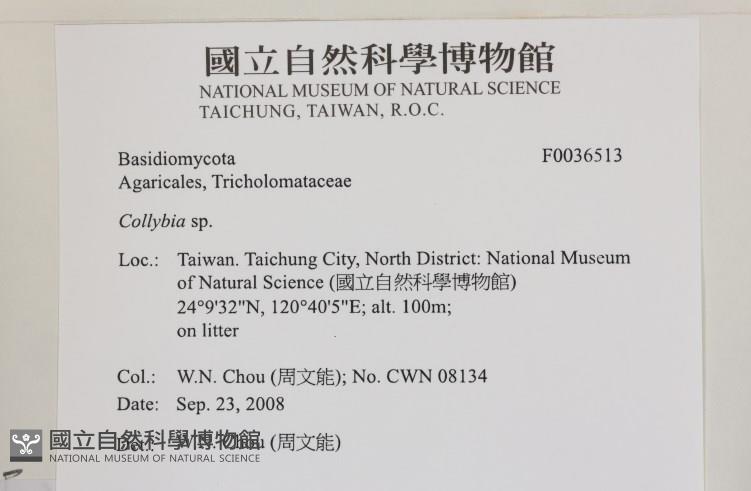 國立自然科學博物館
NATIONAL MUSEUM OF NATURAL SCIENCE
TAICHUNG, TAIWAN, R.O.C.
Basidiomycota F0036513
Agaricales, Tricholomataceae
Collybia sp.
Loc.: Taiwan. Taichung City, North District: National Museum
of Natural Science (國立自然科學博物館)
24°9'32"N, 120°40'5"E; alt. 100m;
on litter
Col.: W.N. Chou (周文能); No. CWN 08134
Date: Sep. 23, 2008
Det.: W.N. Chou (周文能)
國立自然科學博物館
NATIONAL MUSEUM OF NATURAL SCIENCE